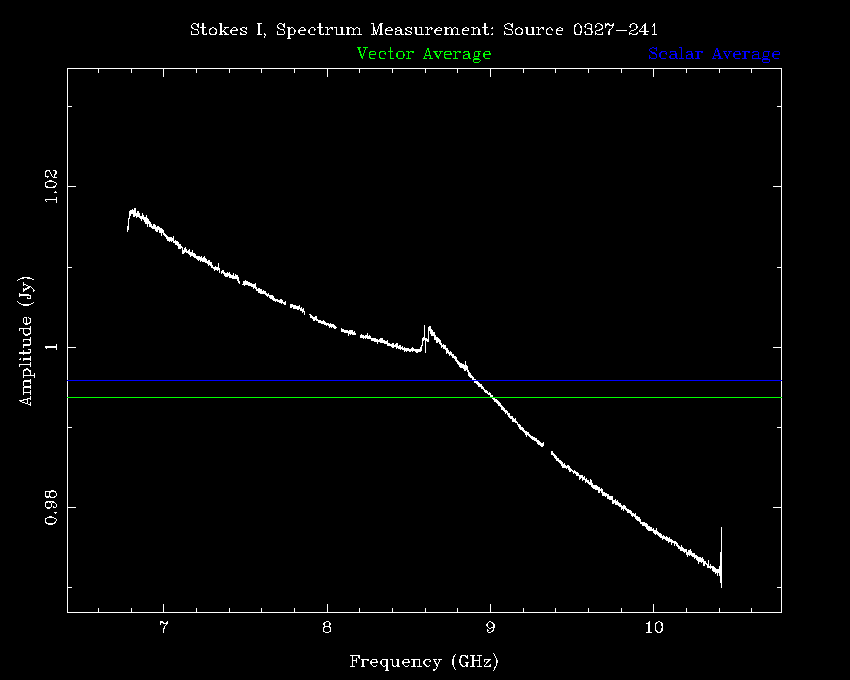 Stokes I, Spectrum Measurement: Source 0327-241
Vector Average
Scalar Average
1.02
1
0.98
Amplitude (Jy)
7 8 9 10
Frequency (GHz)